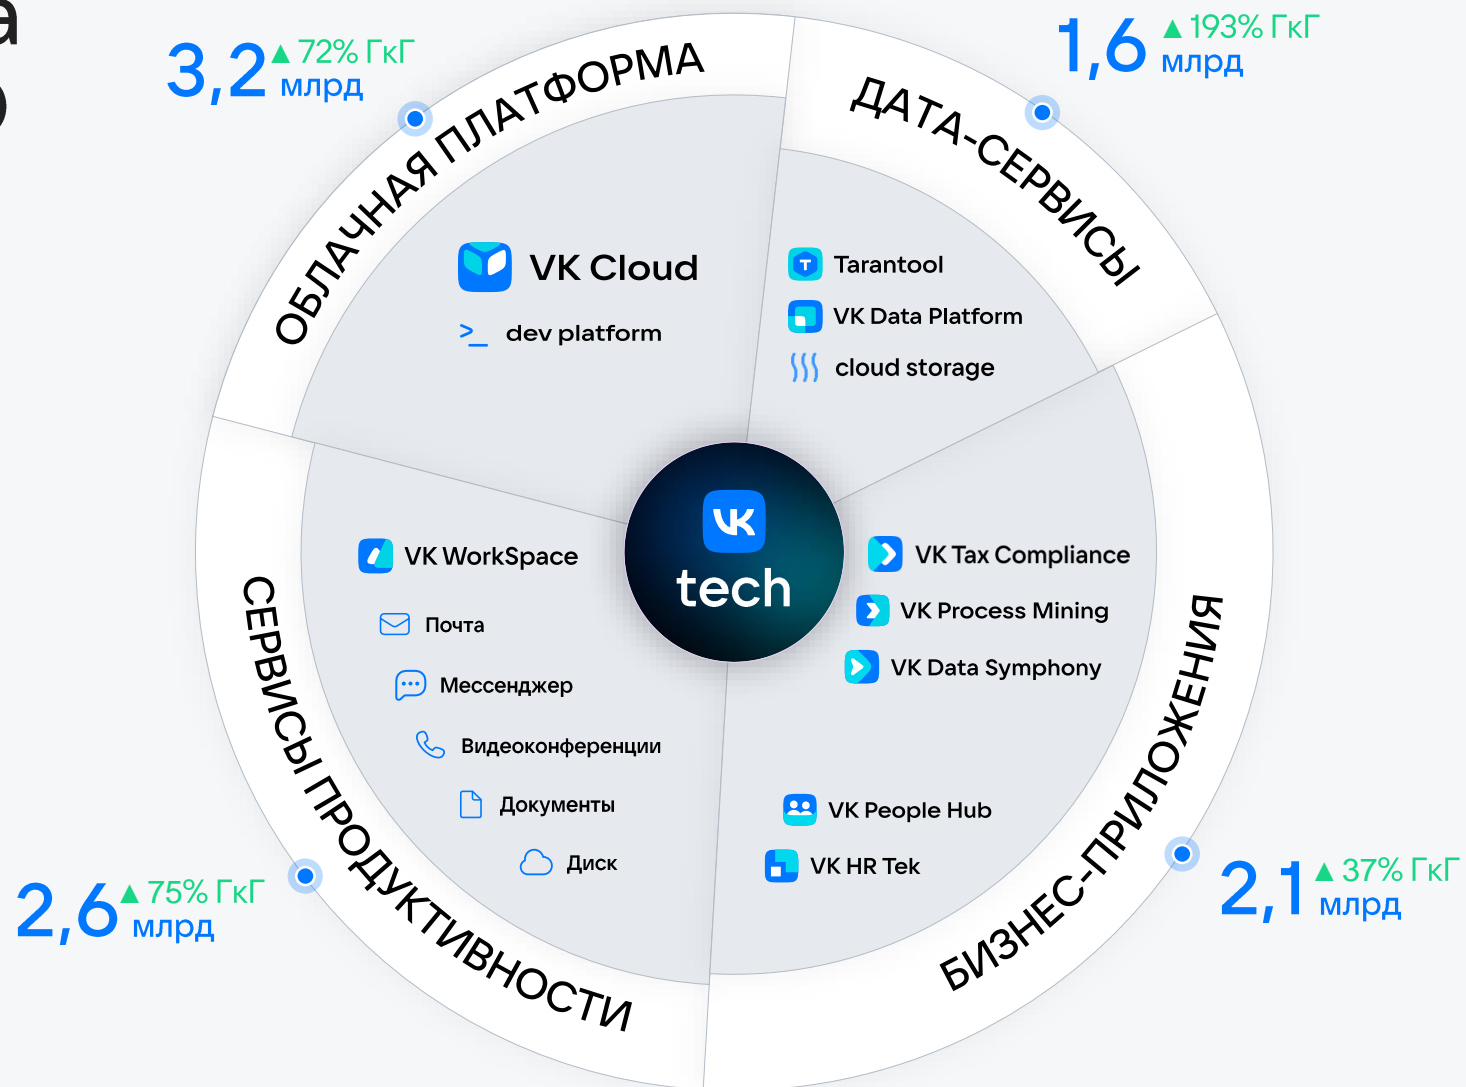 3,2 ▲ 72% ГкГ
млрд
1,6 ▲ 193% ГкГ
млрд
ОБЛАЧНАЯ ПЛАТФОРМА
ДАТА-СЕРВИСЫ
VK Cloud
dev platform
Tarantool
VK Data Platform
cloud storage
VK tech
VK WorkSpace
Почта
Мессенджер
Видеоконференции
Документы
Диск
VK Tax Compliance
VK Process Mining
VK Data Symphony
VK People Hub
VK HR Tek
СЕРВИСЫ ПРОДУКТИВНОСТИ
БИЗНЕС-ПРИЛОЖЕНИЯ
2,6 ▲ 75% ГкГ
млрд
2,1 ▲ 37% ГкГ
млрд